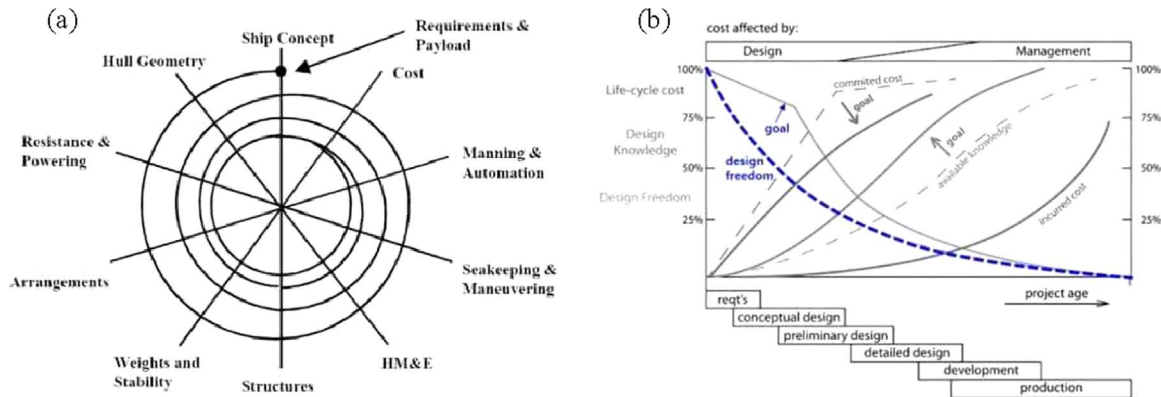 (a)
Ship Concept
Requirements &
Payload
Hull Geometry
Cost
Resistance &
Powering
Manning &
Automation
Arrangements
Seakeeping &
Maneuvering
Weights and
Stability
Structures
HM&E
(b)
cost affected by:
Design
Management
100%
100%
Life-cycle cost
commited cost
75%
75%
goal
goal
goal
Design
Knowledge
design
freedom
available knowledge
50%
50%
Design Freedom
incurred cost
25%
25%
project age
reqt's
conceptual design
preliminary design
detailed design
development
production